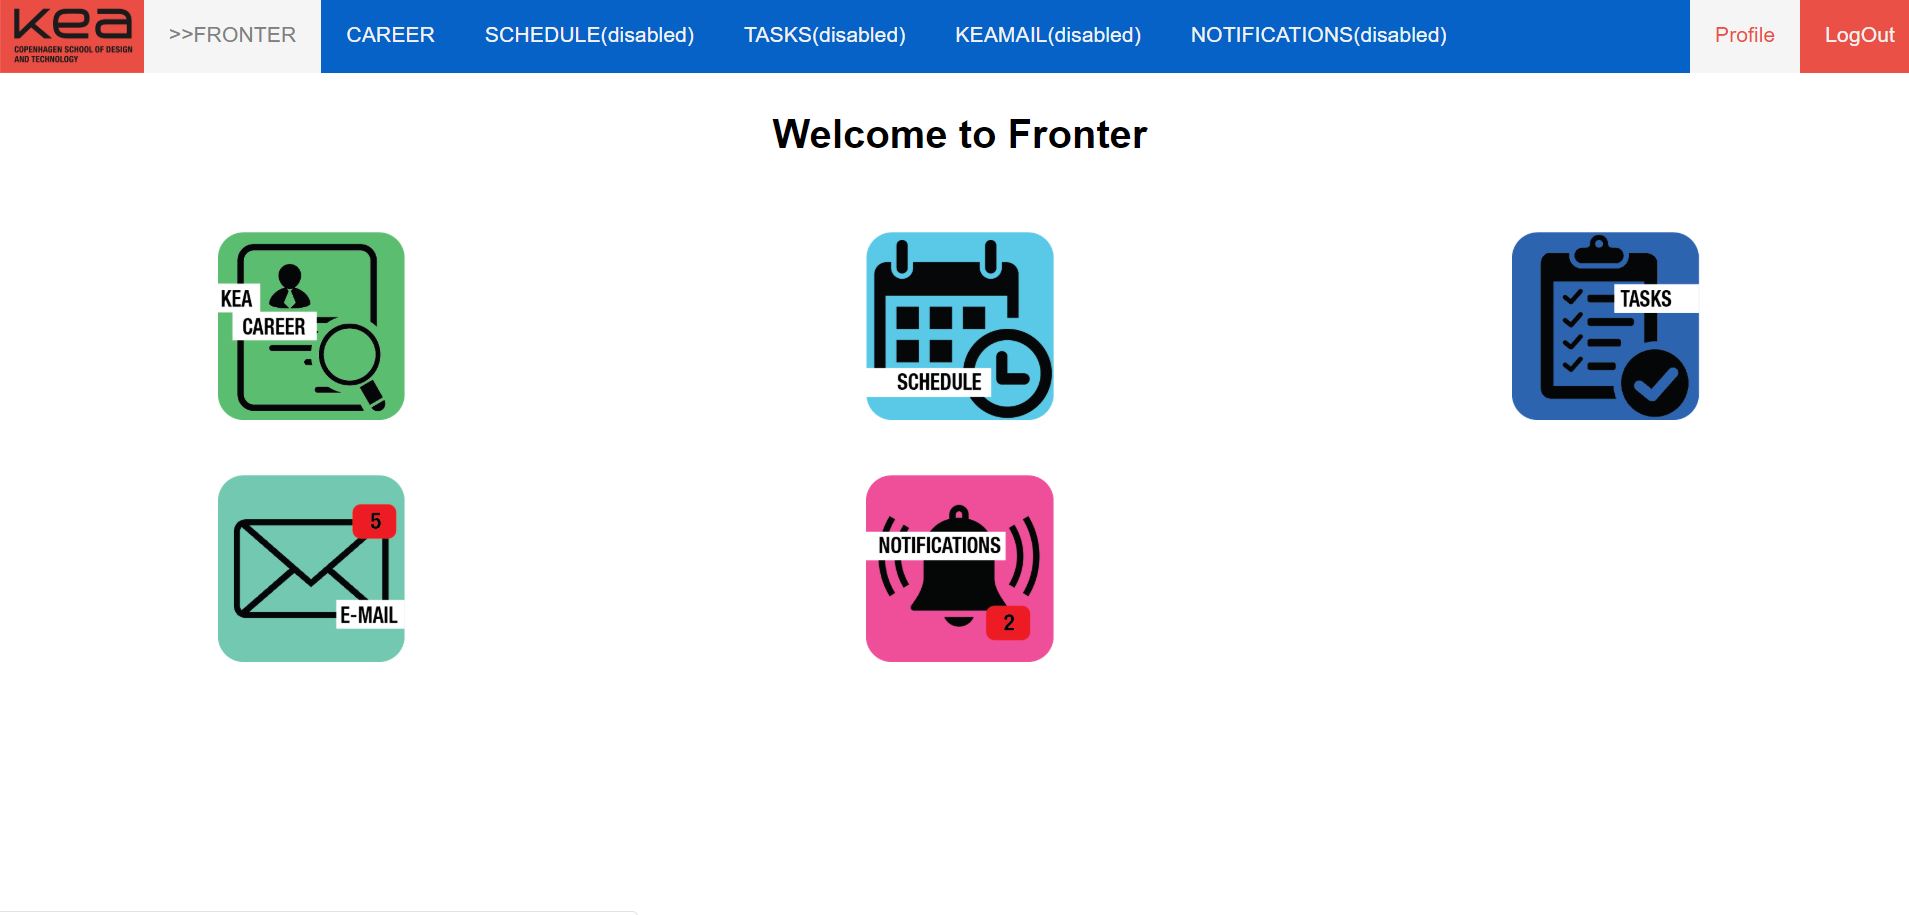 kea
COPENHAGEN SCHOOL OF DESIGN
AND TECHNOLOGY
>>FRONTER
CAREER
SCHEDULE(disabled)
TASKS(disabled)
KEAMAIL(disabled)
NOTIFICATIONS(disabled)
Profile
LogOut
Welcome to Fronter
KEA
CAREER
SCHEDULE
TASKS
5
E-MAIL
NOTIFICATIONS
2